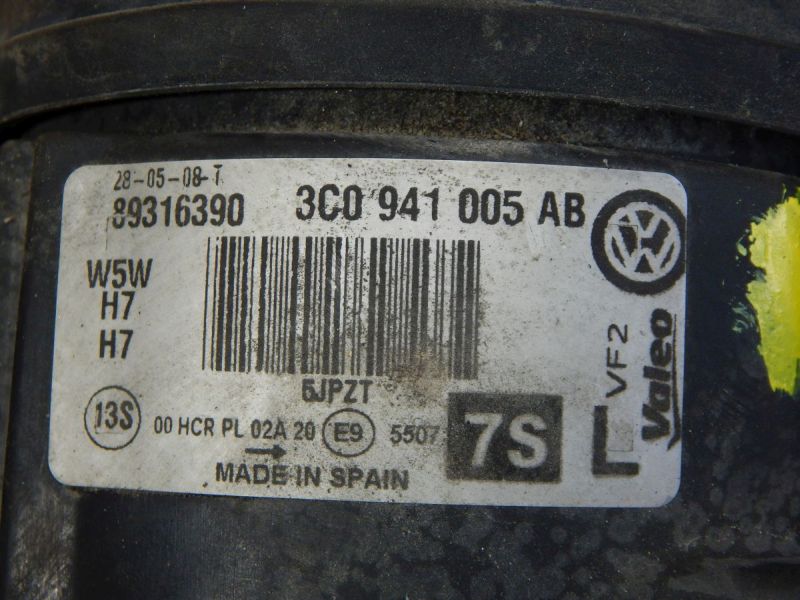 28-05-08-T
89316390 3C0 941 005 AB
W5W
H7
H7
5JPZT
13S 00 HCR PL 02A 20 E9 5507 7S
MADE IN SPAIN
L VF2
Valeo